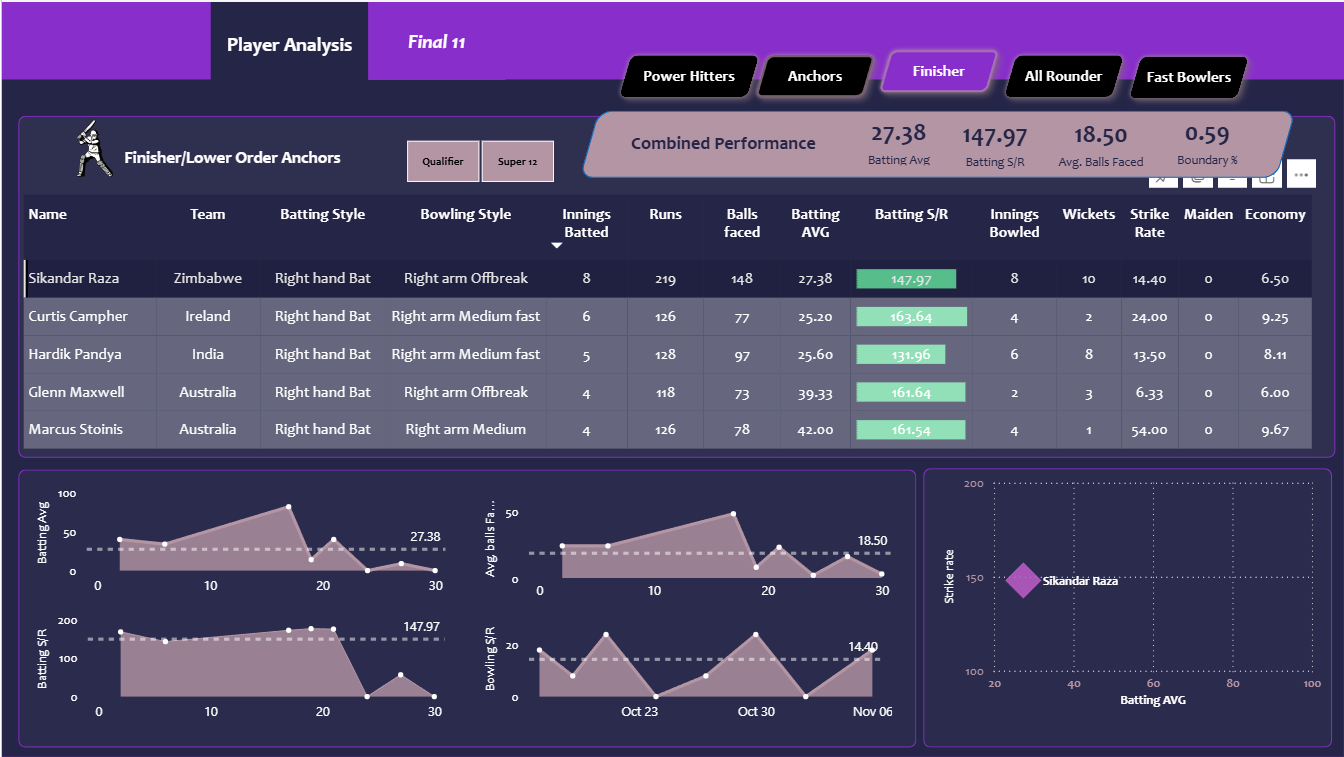 Player Analysis
Final 11
Power Hitters
Anchors
Finisher
All Rounder
Fast Bowlers
Finisher/Lower Order Anchors
Qualifier
Super 12
Combined Performance
27.38
Batting Avg
147.97
Batting S/R
18.50
Avg. Balls Faced
0.59
Boundary %
Name Team Batting Style Bowling Style Innings Batted Runs Balls faced Batting AVG Batting S/R Innings Bowled Wickets Strike Rate Maiden Economy
Sikandar Raza Zimbabwe Right hand Bat Right arm Offbreak 8 219 148 27.38 147.97 8 10 14.40 0 6.50
Curtis Campher Ireland Right hand Bat Right arm Medium fast 6 126 77 25.20 163.64 4 2 24.00 0 9.25
Hardik Pandya India Right hand Bat Right arm Medium fast 5 128 97 25.60 131.96 6 8 13.50 0 8.11
Glenn Maxwell Australia Right hand Bat Right arm Offbreak 4 118 73 39.33 161.64 2 3 6.33 0 6.00
Marcus Stoinis Australia Right hand Bat Right arm Medium 4 126 78 42.00 161.54 4 1 54.00 0 9.67
Batting Avg
100
50
0
27.38
0 10 20 30
Avg. balls Fa...
50
0
18.50
0 10 20 30
Batting S/R
200
100
0
147.97
0 10 20 30
Bowling S/R
20
0
14.40
Oct 23 Oct 30 Nov 06
Strike rate
200
150
100
Sikandar Raza
20 40 60 80 100
Batting AVG